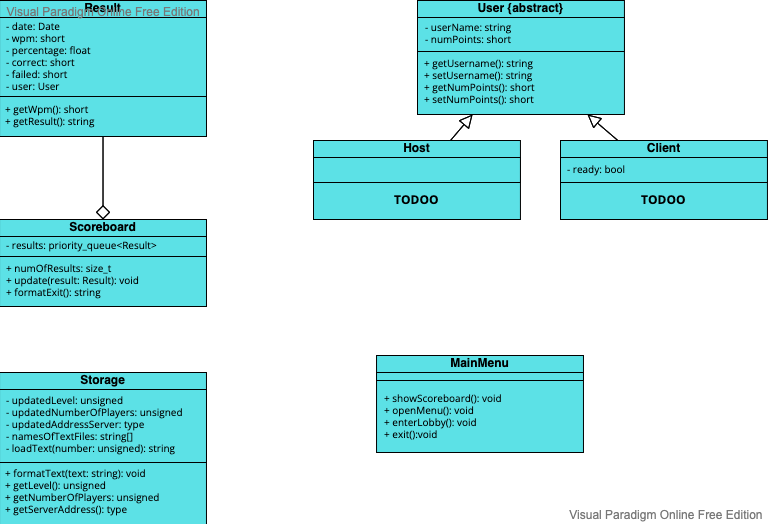 Visual Paradigm Online Free Edition
Result
- date: Date
- wpm: short
- percentage: float
- correct: short
- failed: short
- user: User
+ getWpm(): short
+ getResult(): string
User {abstract}
- userName: string
- numPoints: short
+ getUsername(): string
+ setUsername(): string
+ getNumPoints(): short
+ setNumPoints(): short
Host
TODOO
Client
- ready: bool
TODOO
Scoreboard
- results: priority_queue<Result>
+ numOfResults: size_t
+ update(result: Result): void
+ formatExit(): string
Storage
- updatedLevel: unsigned
- updatedNumberOfPlayers: unsigned
- updatedAddressServer: type
- namesOfTextFiles: string[]
- loadText(number: unsigned): string
+ formatText(text: string): void
+ getLevel(): unsigned
+ getNumberOfPlayers: unsigned
+ getServerAddress(): type
MainMenu
+ showScoreboard(): void
+ openMenu(): void
+ enterLobby(): void
+ exit():void
Visual Paradigm Online Free Edition